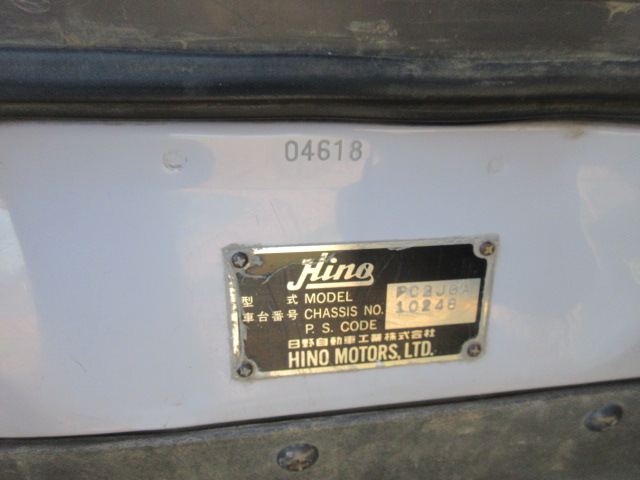 04618
Hino
型 式 MODEL RC2JBA
車台番号 CHASSIS NO. 10248
P. S. CODE
日野自動車工業株式会社
HINO MOTORS, LTD.